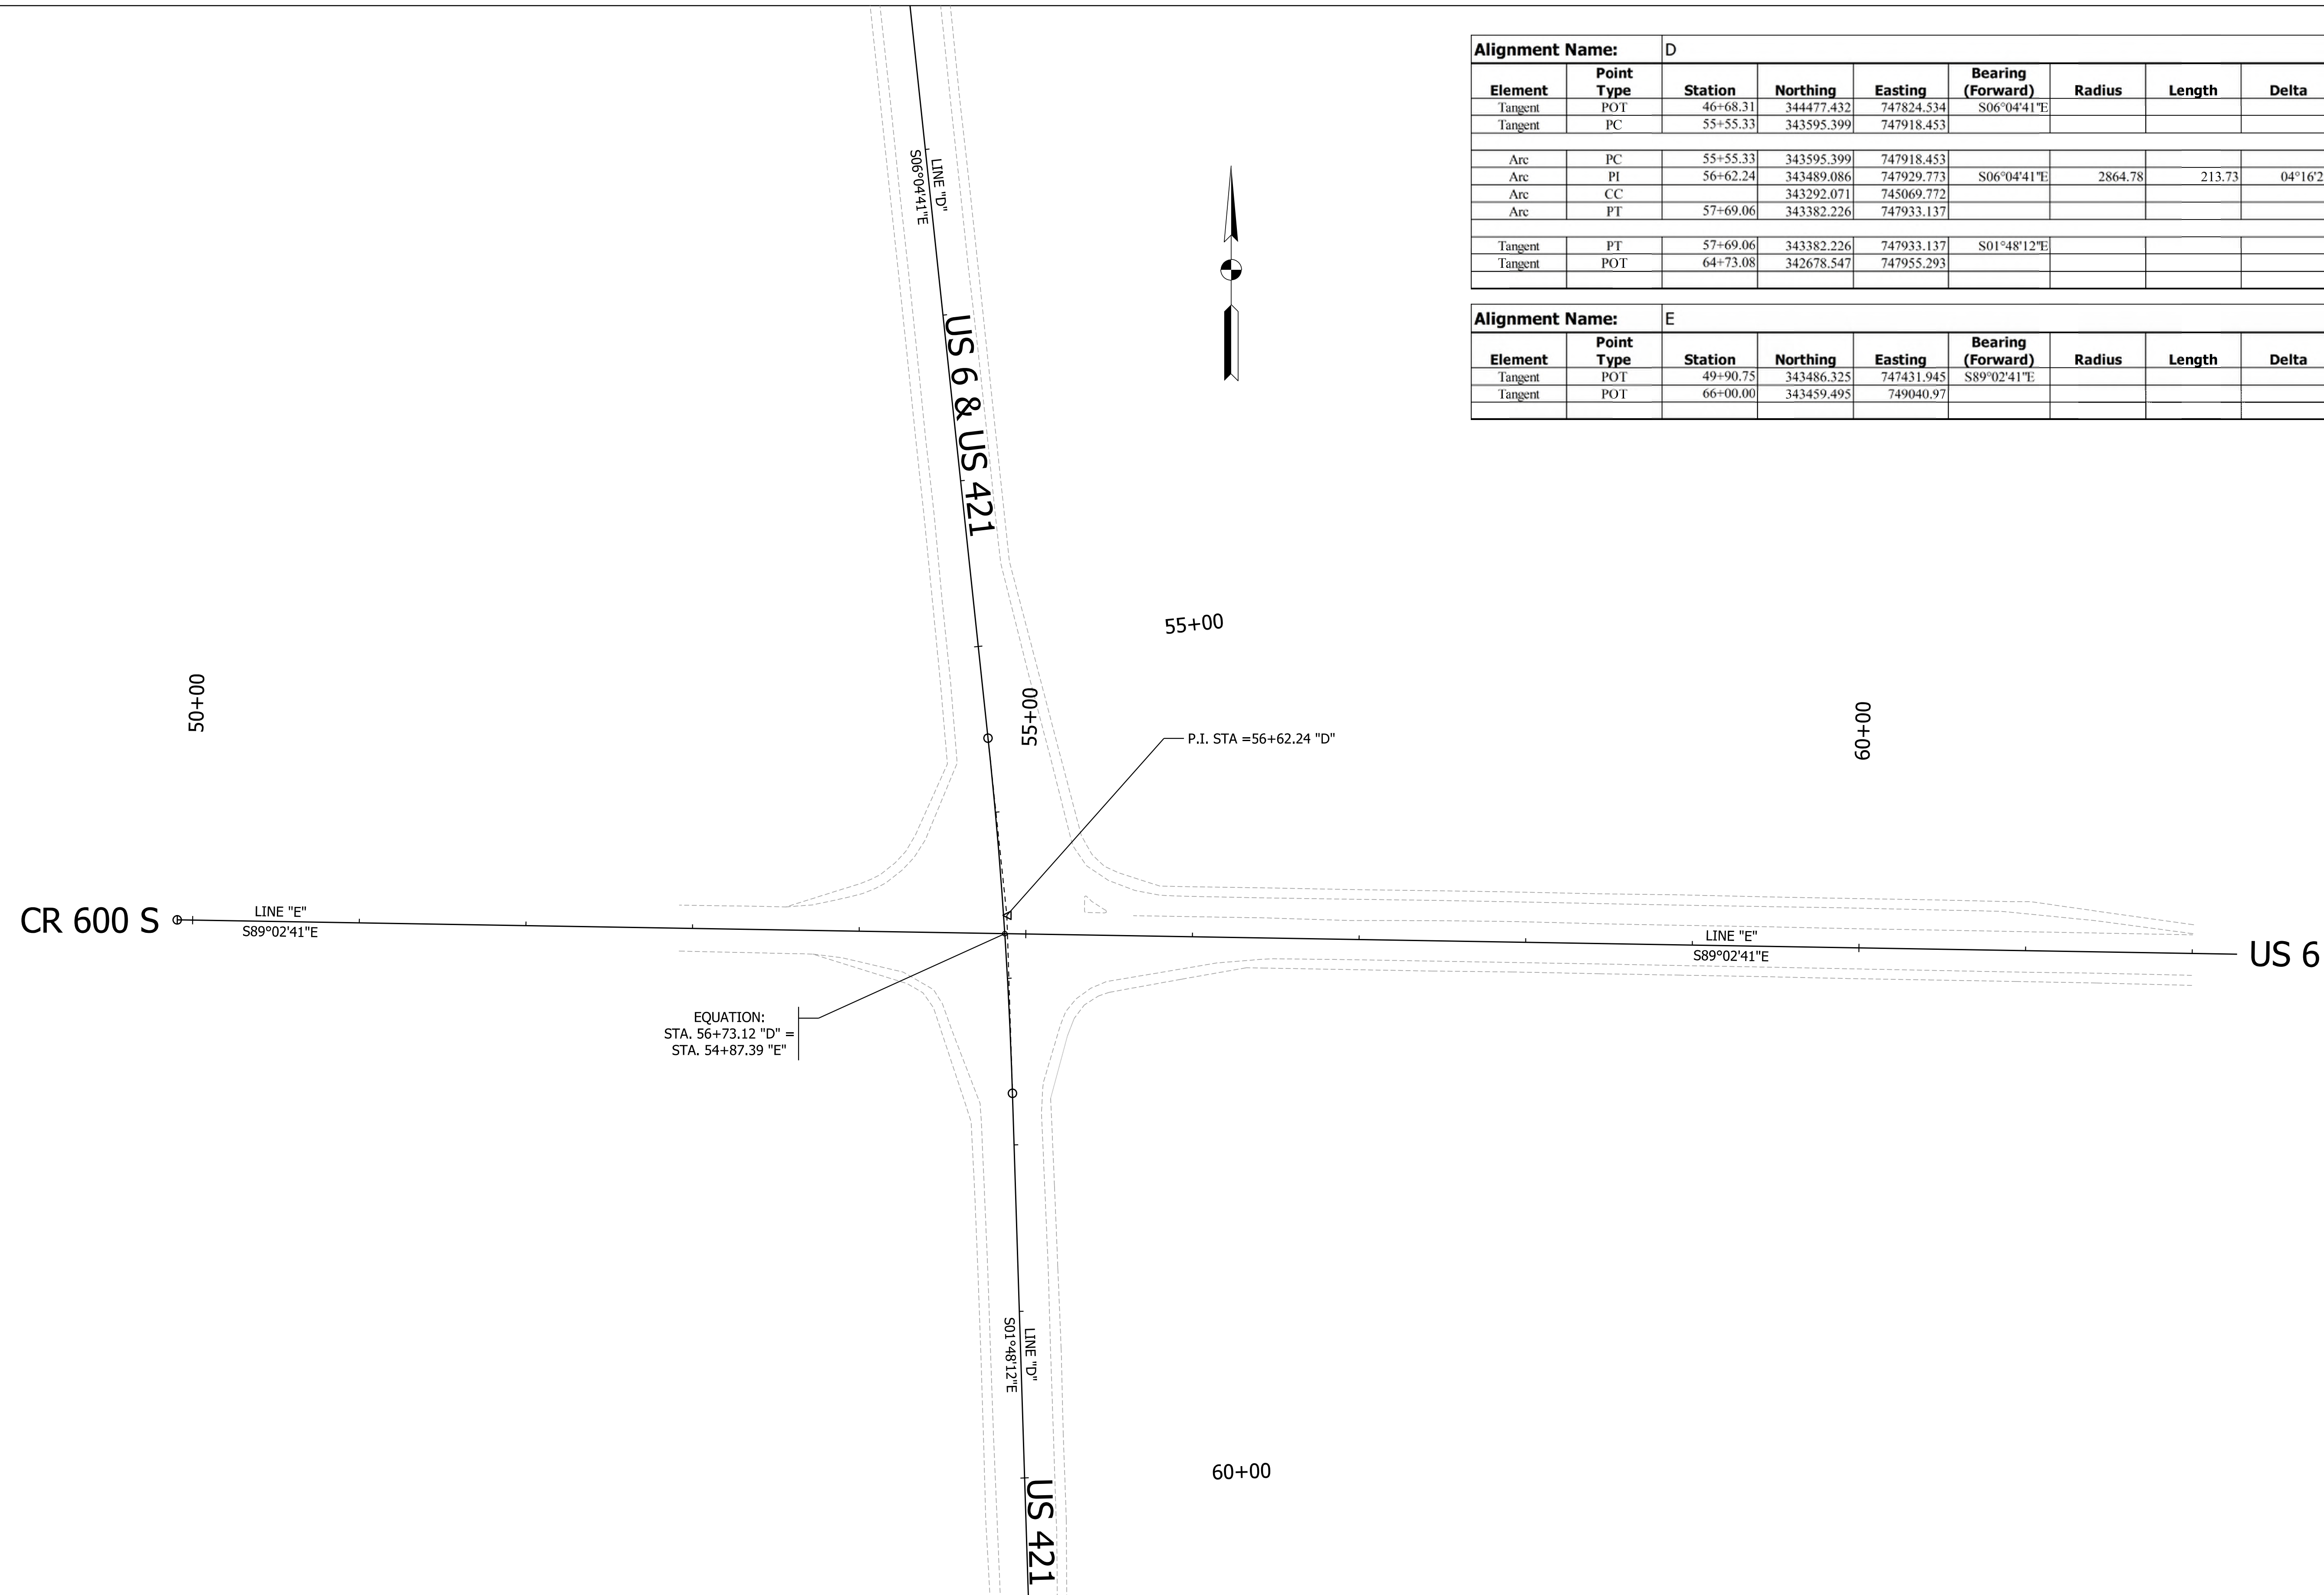 Alignment Name: D
Element Point Type Station Northing Easting Bearing (Forward) Radius Length Delta
Tangent POT 46+68.31 344477.432 747824.534 S06°04'41"E
Tangent PC 55+55.33 343595.399 747918.453
Arc PC 55+55.33 343595.399 747918.453
Arc PI 56+62.24 343489.086 747929.773 S06°04'41"E 2864.78 213.73 04°16'2
Arc CC 343292.071 745069.772
Arc PT 57+69.06 343382.226 747933.137
Tangent PT 57+69.06 343382.226 747933.137 S01°48'12"E
Tangent POT 64+73.08 342678.547 747955.293
Alignment Name: E
Element Point Type Station Northing Easting Bearing (Forward) Radius Length Delta
Tangent POT 49+90.75 343486.325 747431.945 S89°02'41"E
Tangent POT 66+00.00 343459.495 749040.97
LINE "D"
S06°04'41"E
US 6 & US 421
55+00
50+00
55+00
60+00
P.I. STA =56+62.24 "D"
CR 600 S
LINE "E"
S89°02'41"E
LINE "E"
S89°02'41"E
US 6
EQUATION:
STA. 56+73.12 "D" =
STA. 54+87.39 "E"
LINE "D"
S01°48'12"E
60+00
US 421